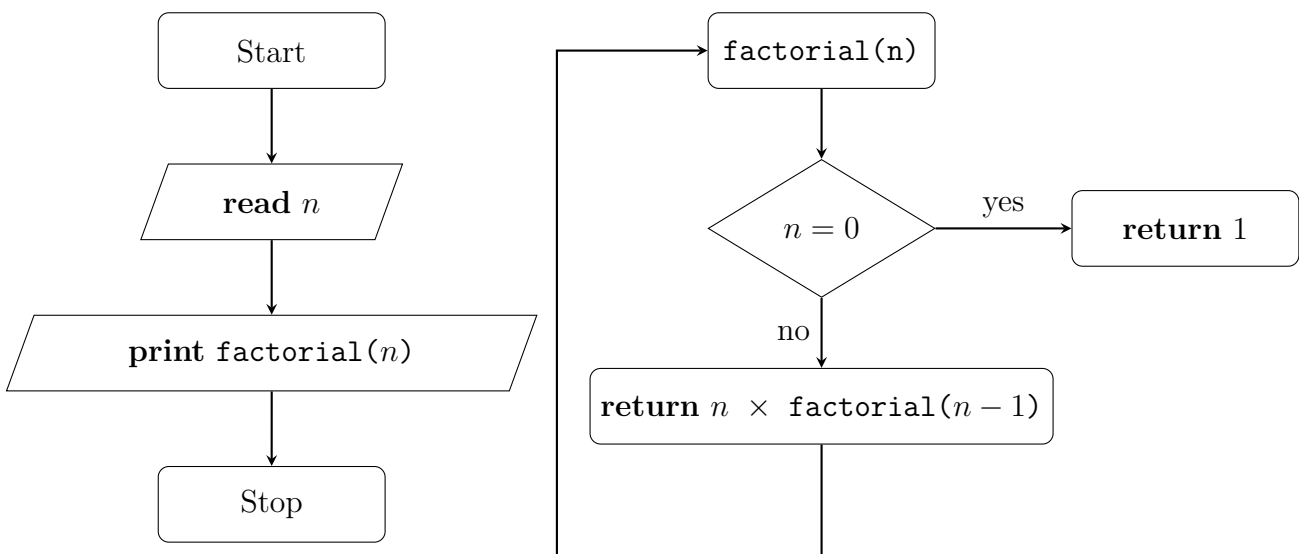 Start
read n
print factorial(n)
Stop
factorial(n)
n = 0
yes
return 1
no
return n × factorial(n − 1)